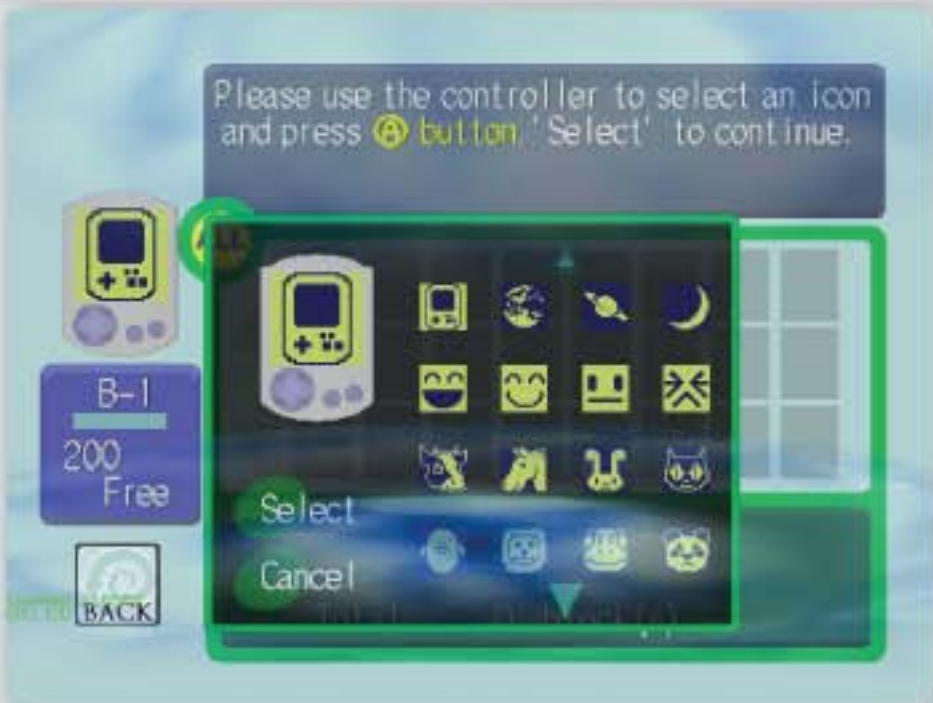 Please use the controller to select an icon
and press Ⓐ button. 'Select' to continue.
ALL
B-1
200
Free
Select
Cancel
BACK